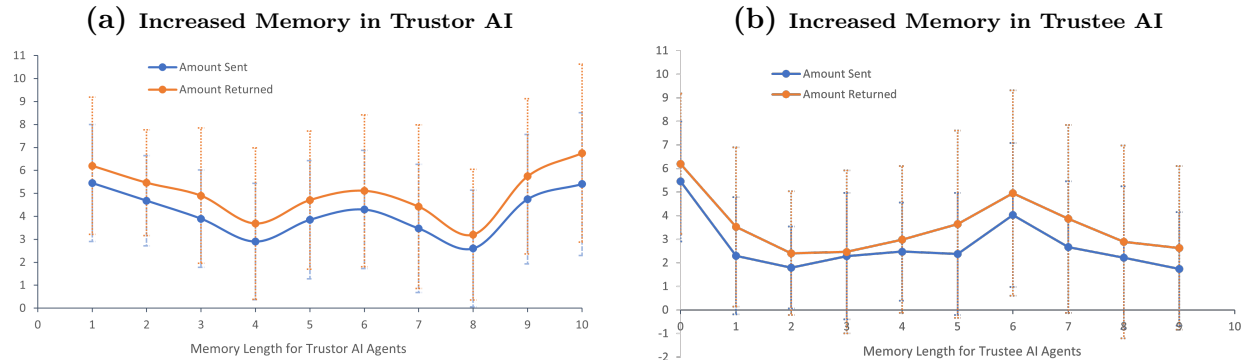 (a) Increased Memory in Trustor AI
11
10
9
8
7
6
5
4
3
2
1
0
Amount Sent
Amount Returned
0 1 2 3 4 5 6 7 8 9 10
Memory Length for Trustor AI Agents
(b) Increased Memory in Trustee AI
11
10
9
8
7
6
5
4
3
2
1
0
-1
-2
Amount Sent
Amount Returned
0 1 2 3 4 5 6 7 8 9 10
Memory Length for Trustee AI Agents